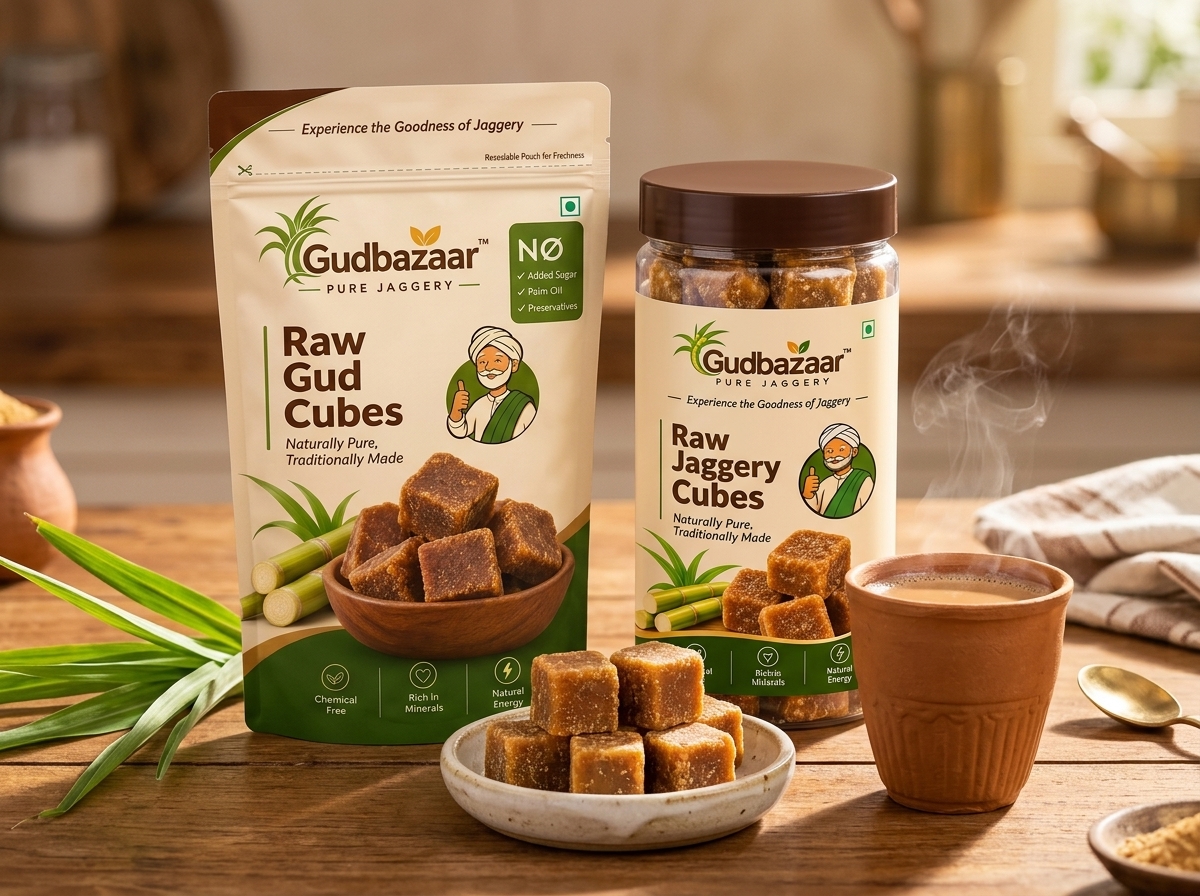 Experience the Goodness of Jaggery
Resealable Pouch for Frechness
Gudbazaar™
PURE JAGGERY
NO
✓ Added Sugar
✓ Palm Oil
✓ Preservatives
Raw
Gud
Cubes
Naturally Pure,
Traditionally Made
Chemical
Free
Rich in
Minerals
Natural
Energy
Gudbazaar™
PURE JAGGERY
Experience the Goodness of Jaggery
Raw
Jaggery
Cubes
Naturally Pure,
Traditionally Made
Natural
Energy